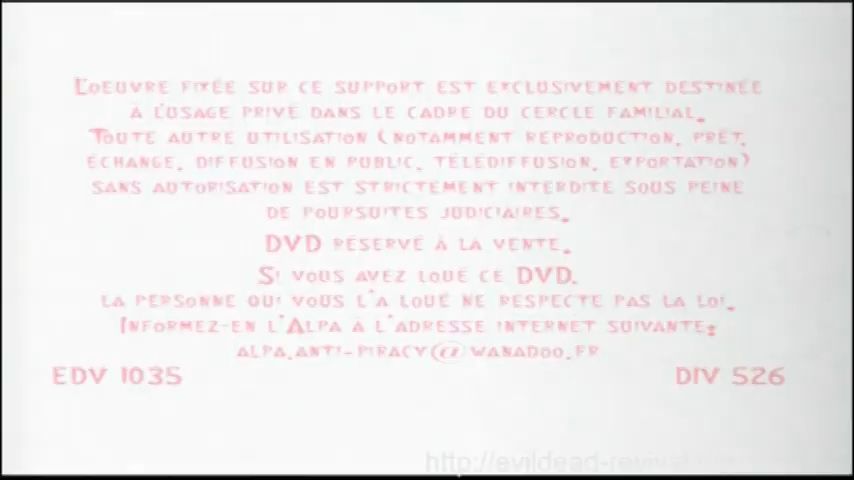 L'oeuvre fixée sur ce support est exclusivement destinée
à l'usage privé dans le cadre du cercle familial.
Toute autre utilisation (notamment reproduction, prêt,
échange, diffusion en public, télédiffusion, exportation)
sans autorisation est strictement interdite sous peine
de poursuites judiciaires.
DVD réservé à la vente.
Si vous avez loué ce DVD,
la personne qui vous l'a loué ne respecte pas la loi.
Informez-en l'Alpa à l'adresse internet suivante:
alpa.anti-piracy@wanadoo.fr
EDV 1035
DIV 526